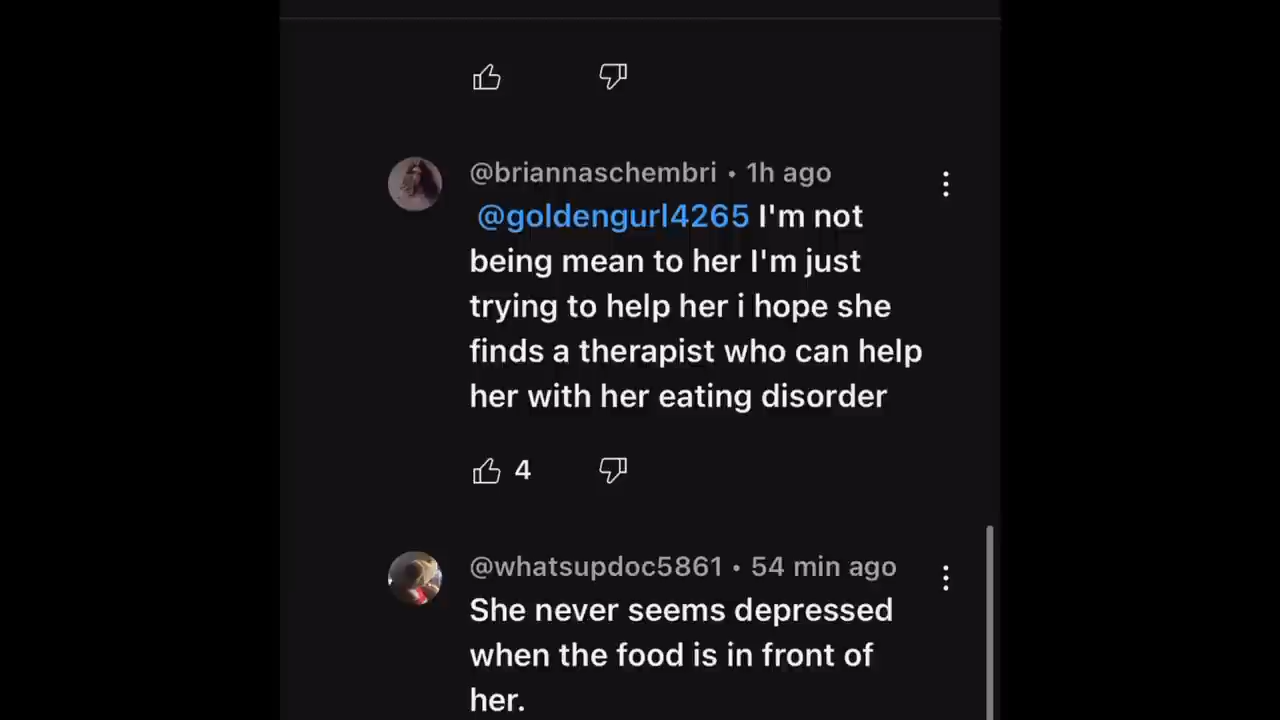 @briannaschembri • 1h ago
@goldengurl4265 I'm not
being mean to her I'm just
trying to help her i hope she
finds a therapist who can help
her with her eating disorder
4
@whatsupdoc5861 • 54 min ago
She never seems depressed
when the food is in front of
her.